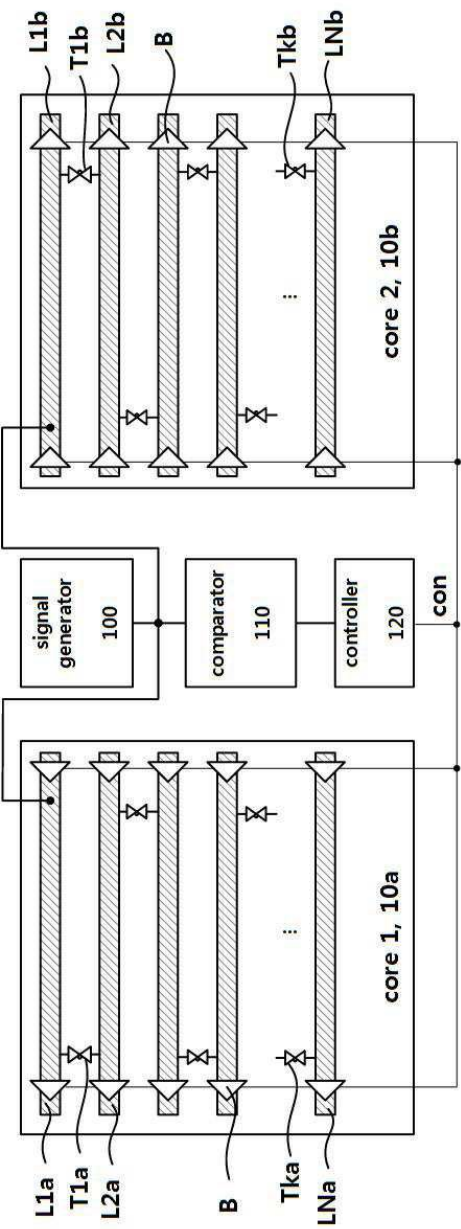 L1b
T1b
L2b
B
Tkb
LNb
core 2, 10b
signal
generator
100
comparator
110
controller
120
con
core 1, 10a
L1a
T1a
L2a
B
Tka
LNa
...
...